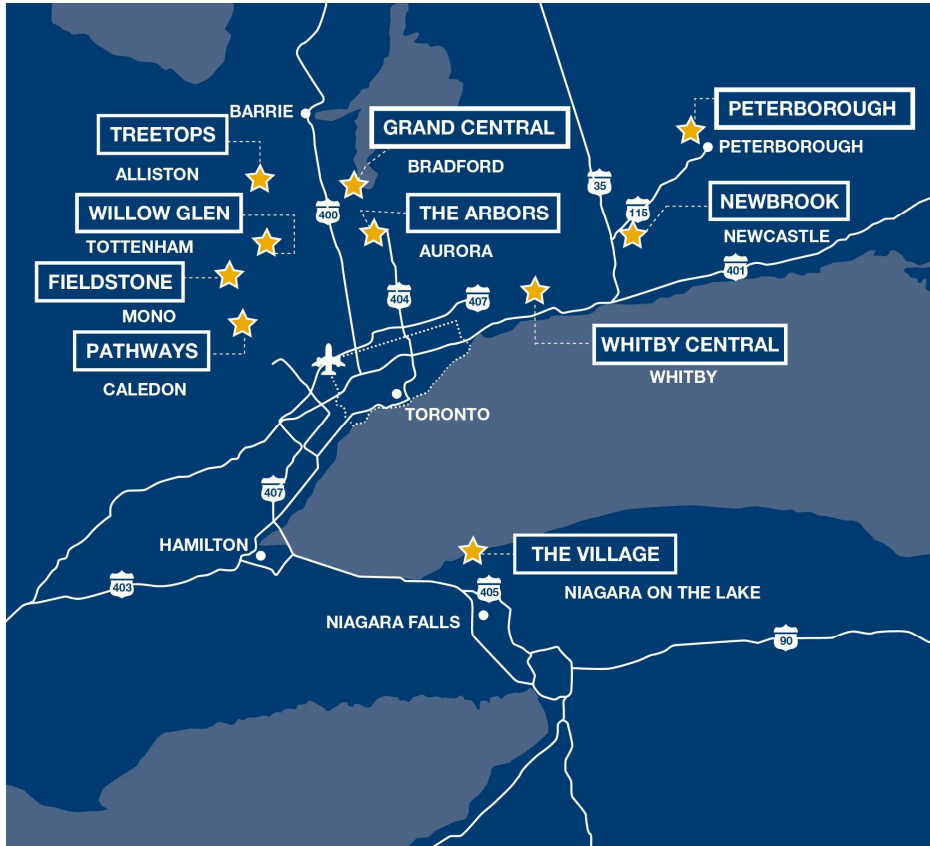 BARRIE
TREETOPS
ALLISTON
GRAND CENTRAL
BRADFORD
PETERBOROUGH
PETERBOROUGH
WILLOW GLEN
TOTTENHAM
400
THE ARBORS
AURORA
35
115
NEWBROOK
NEWCASTLE
FIELDSTONE
MONO
404
407
401
PATHWAYS
CALEDON
WHITBY CENTRAL
WHITBY
TORONTO
407
HAMILTON
403
THE VILLAGE
NIAGARA ON THE LAKE
405
NIAGARA FALLS
90